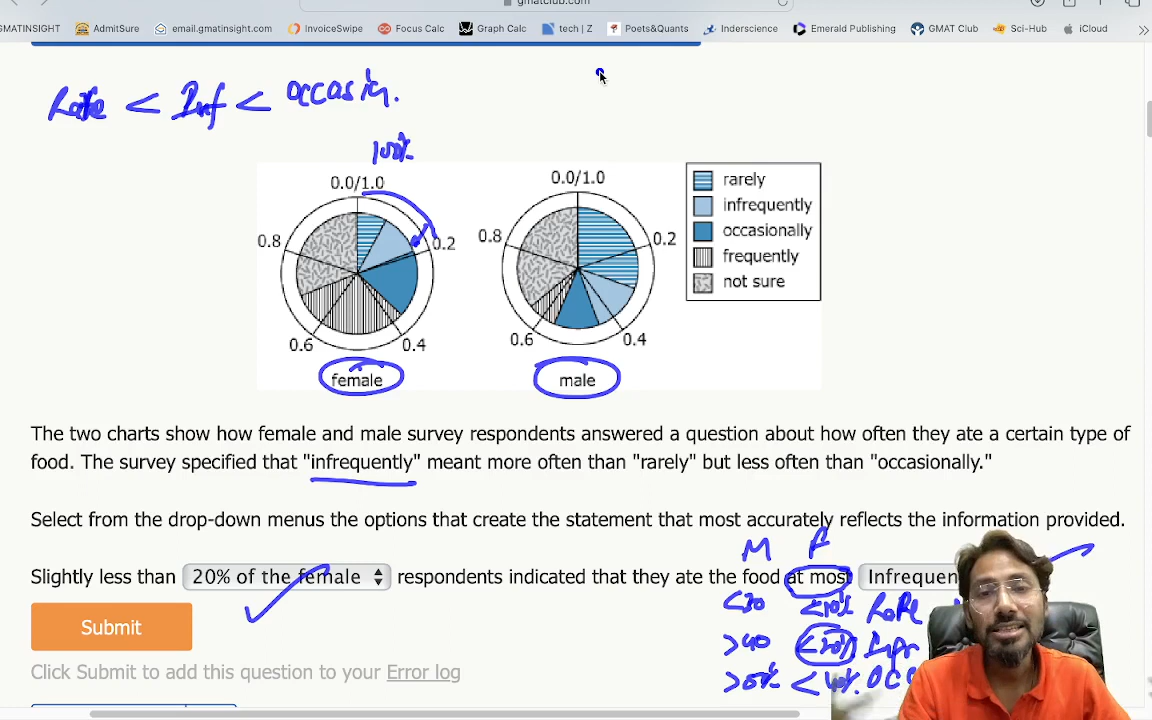 gmatclub.com
GMATINSIGHT AdmitSure email.gmatinsight.com InvoiceSwipe Focus Calc Graph Calc tech | Z Poets&Quants Inderscience Emerald Publishing GMAT Club Sci-Hub iCloud
< Inf < occasion.
100%
0.0/1.0 0.0/1.0
0.2 0.2
0.4 0.4
0.6 0.6
0.8 0.8
female male
rarely
infrequently
occasionally
frequently
not sure
The two charts show how female and male survey respondents answered a question about how often they ate a certain type of
food. The survey specified that "infrequently" meant more often than "rarely" but less often than "occasionally."
Select from the drop-down menus the options that create the statement that most accurately reflects the information provided.
M F
Slightly less than 20% of the female respondents indicated that they ate the food at most Infrequen
<30 <10% Rare
>40 <20% Infr
>50% <40% OCC
Submit
Click Submit to add this question to your Error log